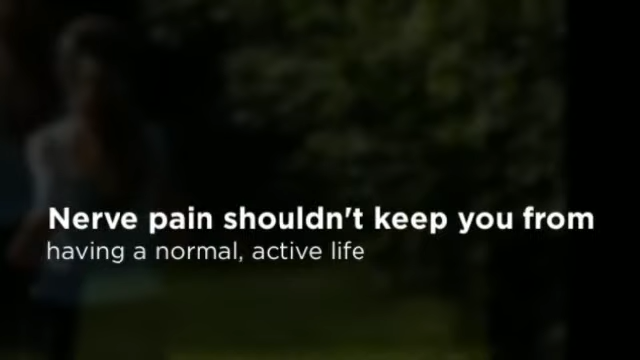 Nerve pain shouldn't keep you from
having a normal, active life